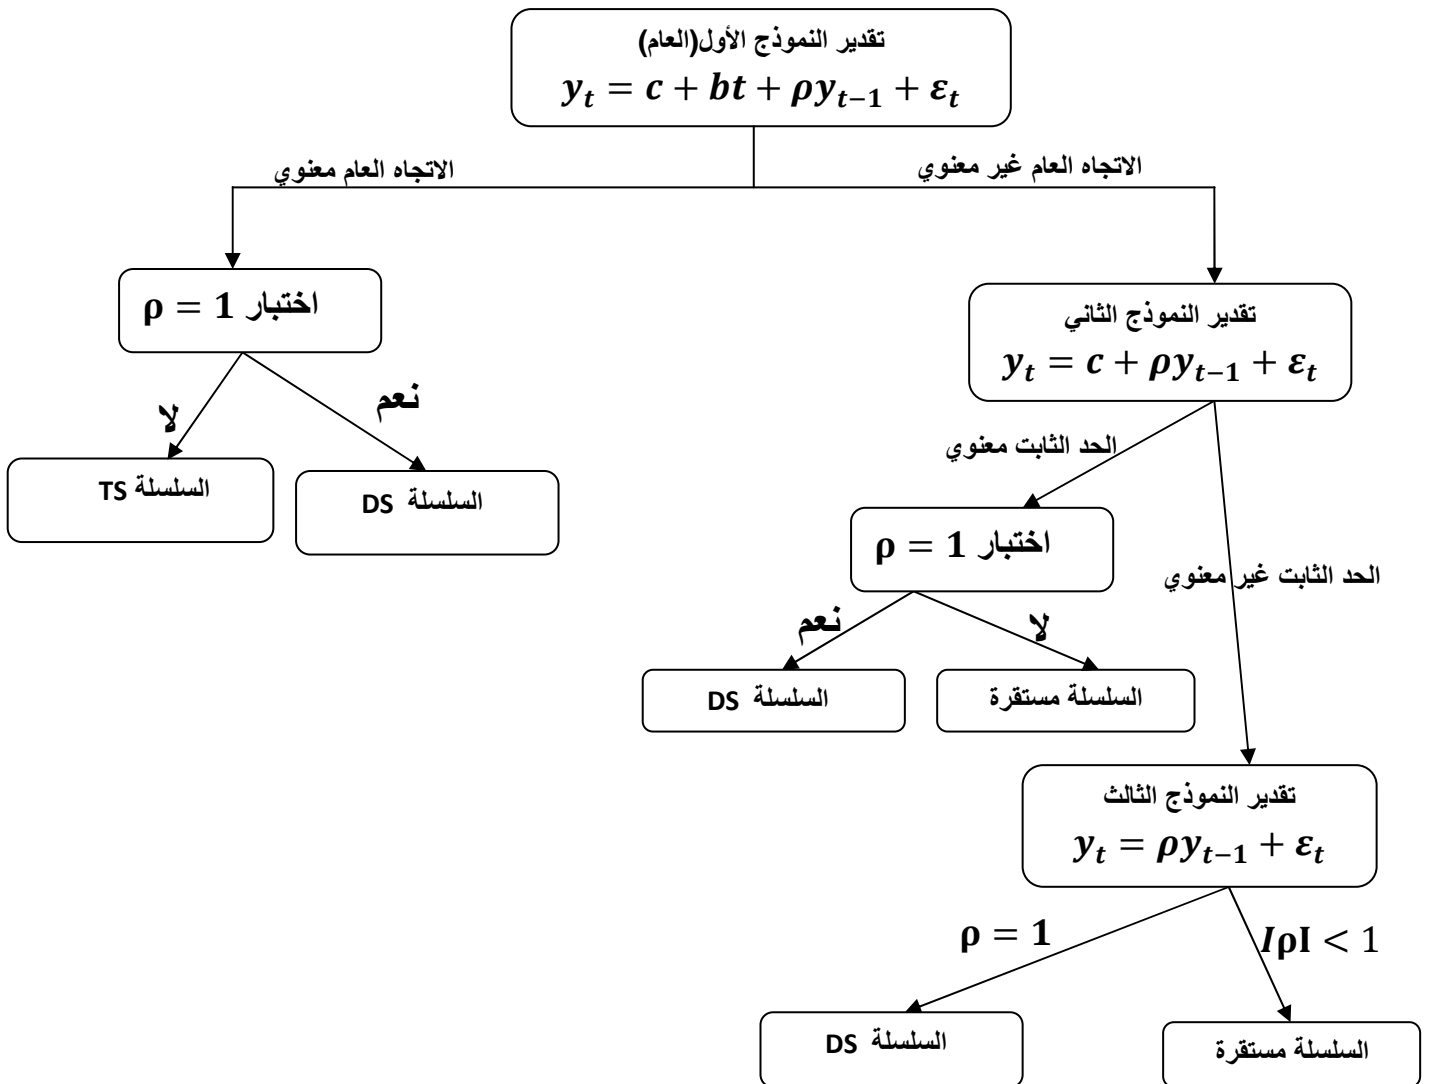 تقدير النموذج الأول(العام)
y_t = c + bt + ρy_{t−1} + ε_t
الاتجاه العام غير معنوي
الاتجاه العام معنوي
اختبار ρ = 1
تقدير النموذج الثاني
y_t = c + ρy_{t−1} + ε_t
نعم
لا
الحد الثابت معنوي
السلسلة DS
السلسلة TS
اختبار ρ = 1
الحد الثابت غير معنوي
لا
نعم
السلسلة مستقرة
السلسلة DS
تقدير النموذج الثالث
y_t = ρy_{t−1} + ε_t
IρI < 1
ρ = 1
السلسلة مستقرة
السلسلة DS